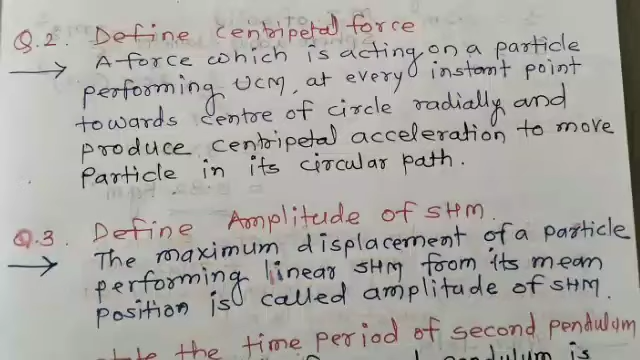 Q.2. Define Centripetal force
→ A force which is acting on a particle
performing UCM, at every instant point
towards centre of circle radially and
produce centripetal acceleration to move
Particle in its circular path.
Q.3. Define Amplitude of SHM.
→ The maximum displacement of a particle
performing linear SHM from its mean
position is called amplitude of SHM.
the time period of second pendulum
pendulum is